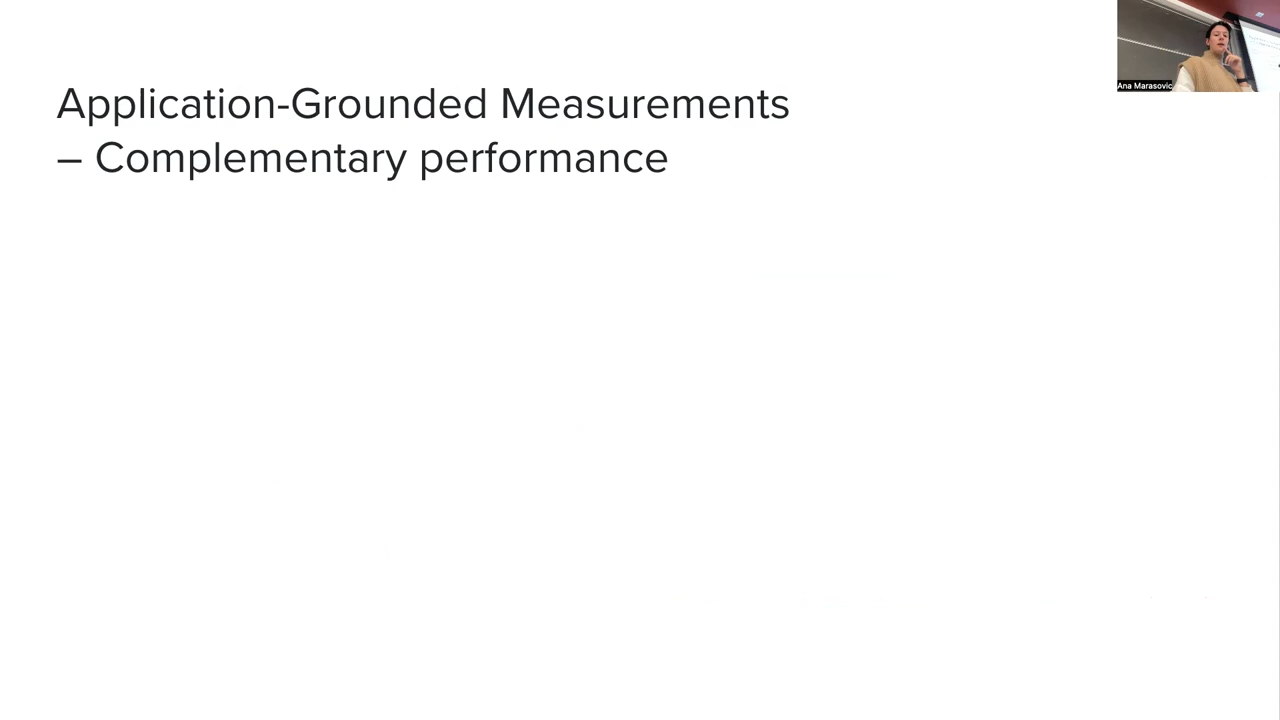 Application-Grounded Measurements
– Complementary performance
Ana Marasovic